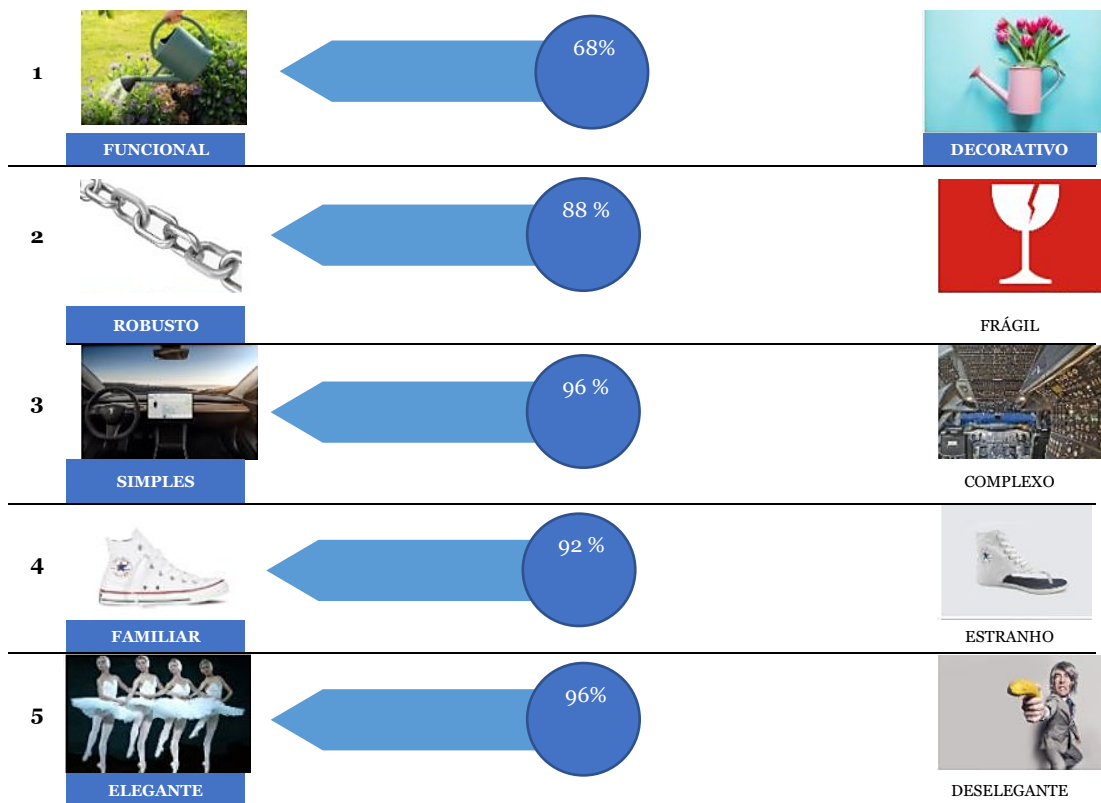 1
68%
FUNCIONAL
DECORATIVO
2
88 %
ROBUSTO
FRÁGIL
3
96 %
SIMPLES
COMPLEXO
4
92 %
FAMILIAR
ESTRANHO
5
96%
ELEGANTE
DESELEGANTE